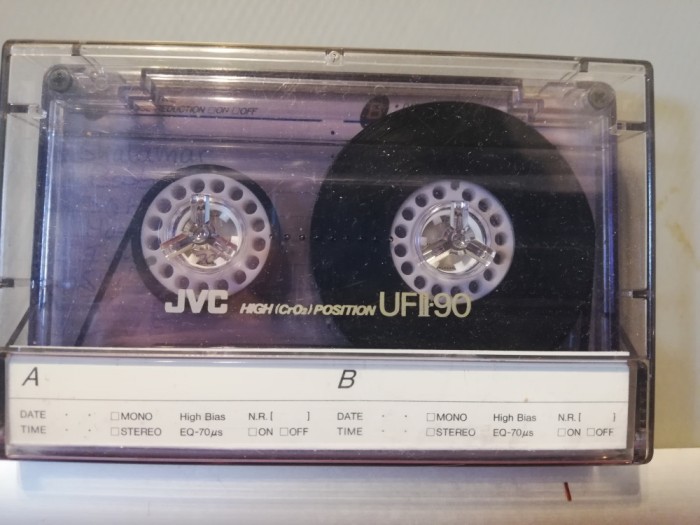 REDUCTION □ON □OFF B
JVC HIGH (CrO₂) POSITION UFII·90
A B
DATE · · □MONO High Bias N.R.[ ] DATE · · □MONO High Bias N.R.[ ]
TIME □STEREO EQ-70μs □ON □OFF TIME □STEREO EQ-70μs □ON □OFF